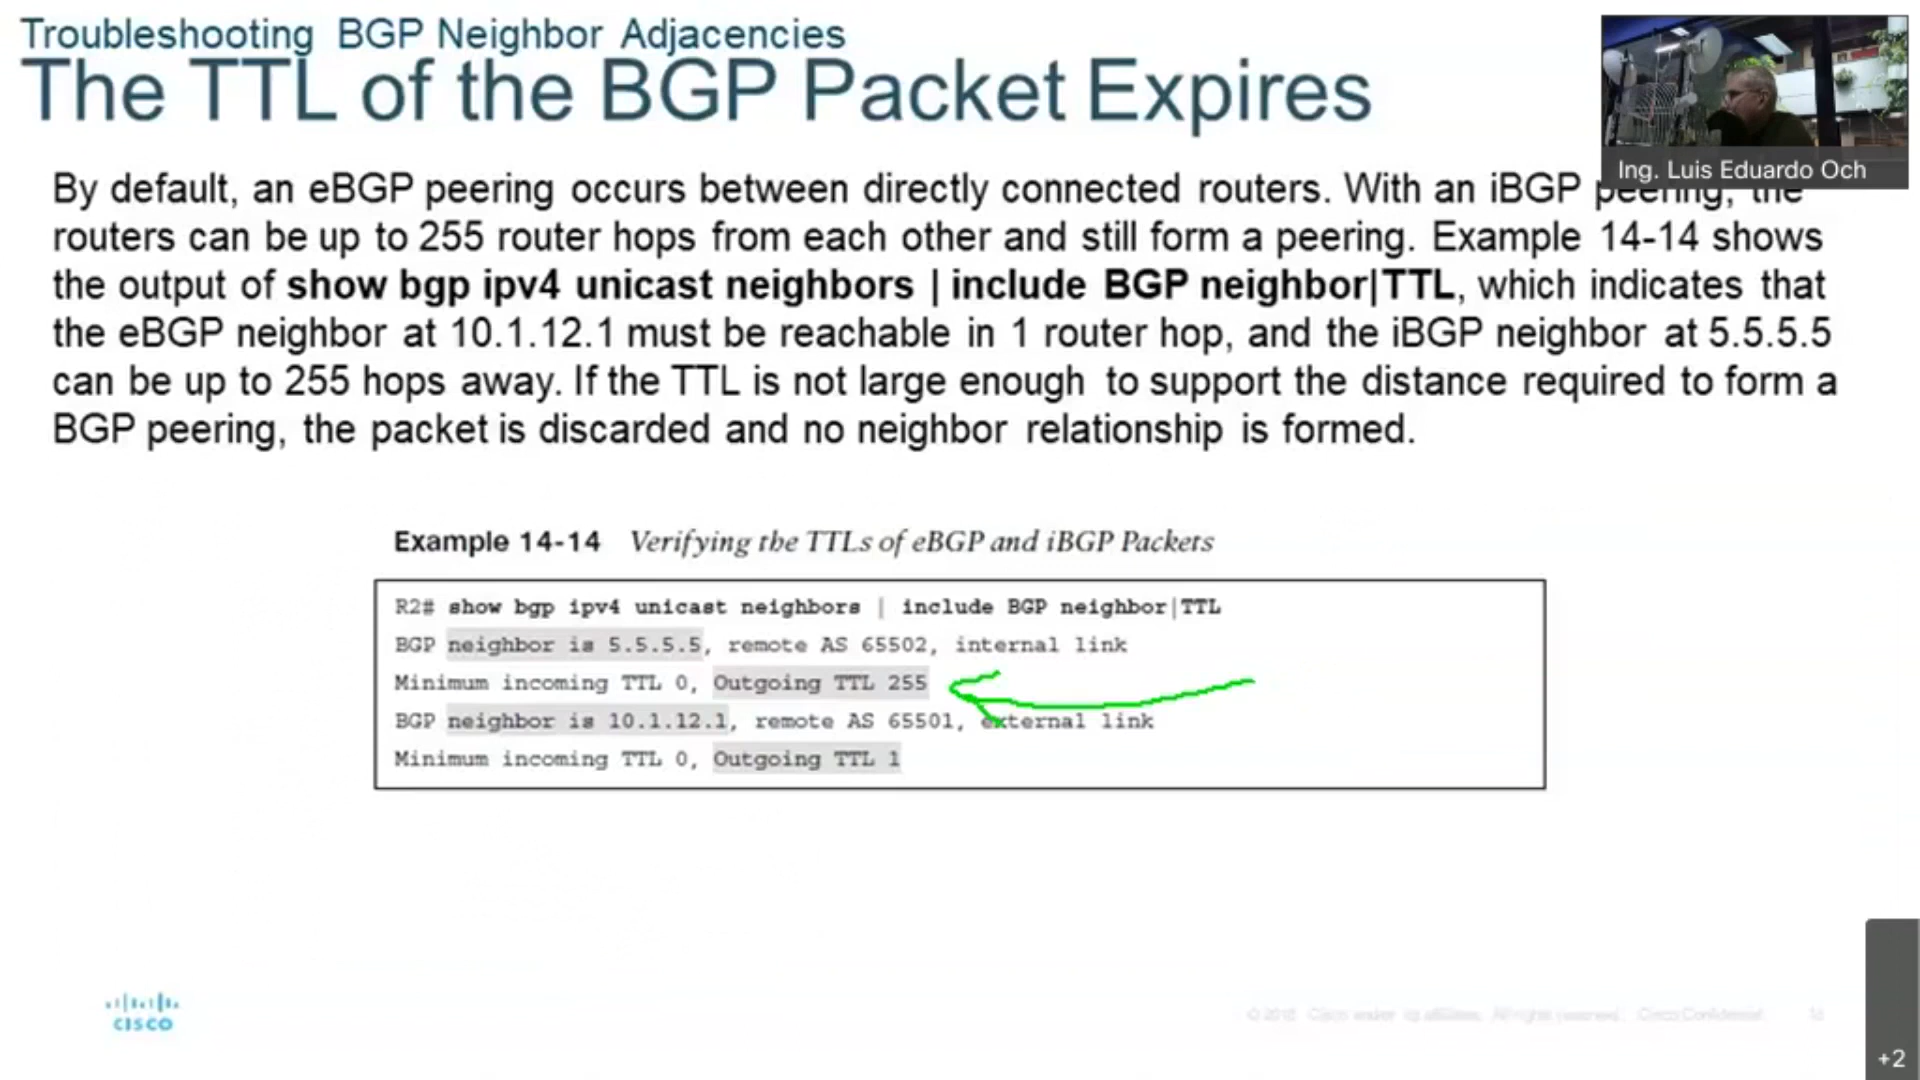 Troubleshooting BGP Neighbor Adjacencies
The TTL of the BGP Packet Expires
Ing. Luis Eduardo Och
By default, an eBGP peering occurs between directly connected routers. With an iBGP peering, the
routers can be up to 255 router hops from each other and still form a peering. Example 14-14 shows
the output of show bgp ipv4 unicast neighbors | include BGP neighbor|TTL, which indicates that
the eBGP neighbor at 10.1.12.1 must be reachable in 1 router hop, and the iBGP neighbor at 5.5.5.5
can be up to 255 hops away. If the TTL is not large enough to support the distance required to form a
BGP peering, the packet is discarded and no neighbor relationship is formed.
Example 14-14 Verifying the TTLs of eBGP and iBGP Packets
R2# show bgp ipv4 unicast neighbors | include BGP neighbor|TTL
BGP neighbor is 5.5.5.5, remote AS 65502, internal link
Minimum incoming TTL 0, Outgoing TTL 255
BGP neighbor is 10.1.12.1, remote AS 65501, external link
Minimum incoming TTL 0, Outgoing TTL 1
CISCO
Cisco Confidential
+2